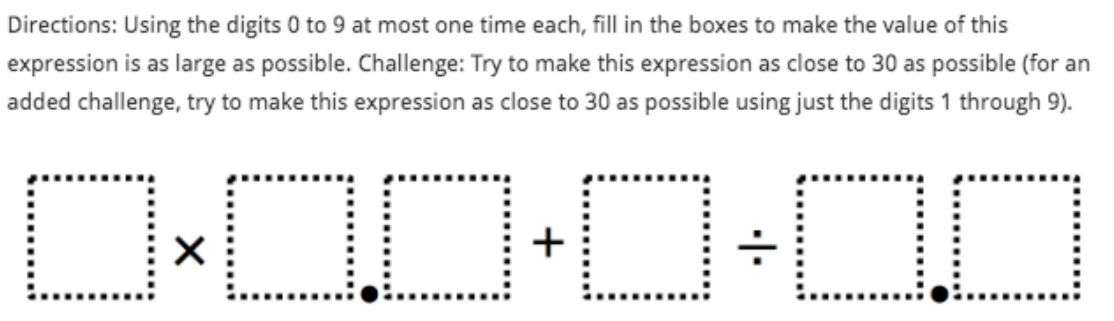 Directions: Using the digits 0 to 9 at most one time each, fill in the boxes to make the value of this
expression is as large as possible. Challenge: Try to make this expression as close to 30 as possible (for an
added challenge, try to make this expression as close to 30 as possible using just the digits 1 through 9).
× . + ÷ .